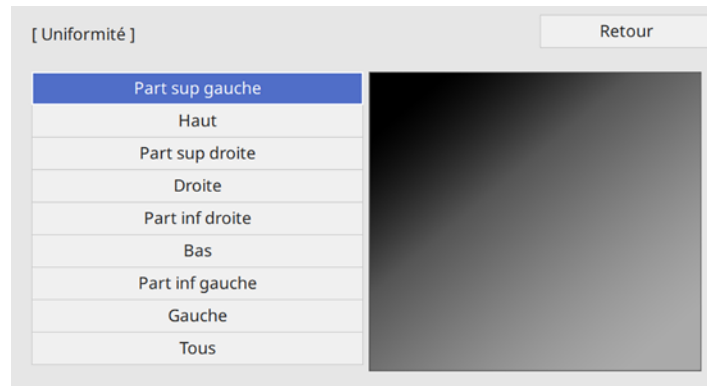 [ Uniformité ]
Retour
Part sup gauche
Haut
Part sup droite
Droite
Part inf droite
Bas
Part inf gauche
Gauche
Tous